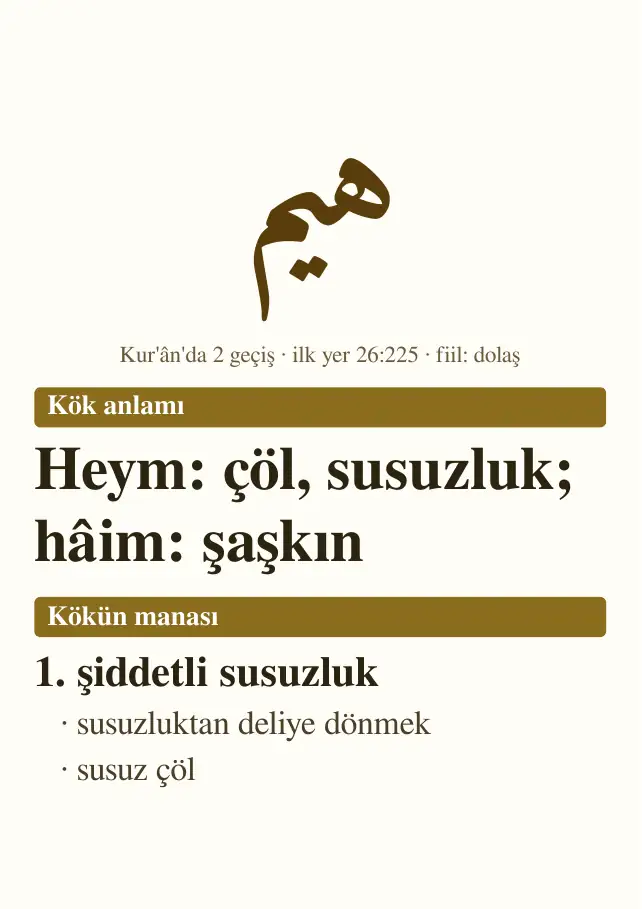 هيم
Kur'ân'da 2 geçiş · ilk yer 26:225 · fiil: dolaş
Kök anlamı
Heym: çöl, susuzluk;
hâim: şaşkın
Kökün manası
1. şiddetli susuzluk
· susuzluktan deliye dönmek
· susuz çöl